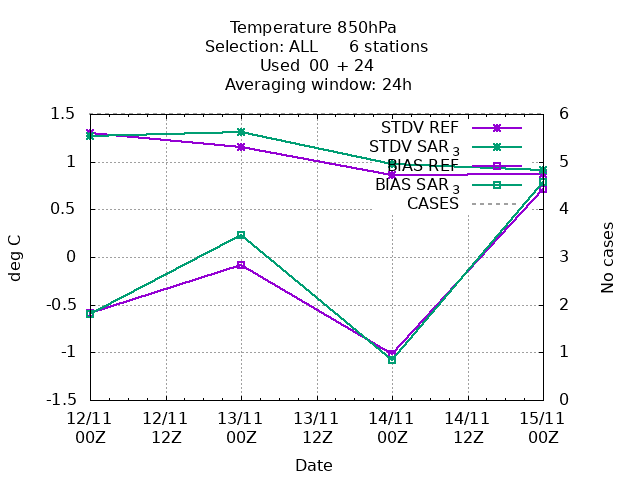 Temperature 850hPa
Selection: ALL 6 stations
Used 00 + 24
Averaging window: 24h
1.5
1
0.5
0
-0.5
-1
-1.5
deg C
6
5
4
3
2
1
0
No cases
STDV REF
STDV SAR 3
BIAS REF
BIAS SAR 3
CASES
12/11 12/11 13/11 13/11 14/11 14/11 15/11
00Z 12Z 00Z 12Z 00Z 12Z 00Z
Date